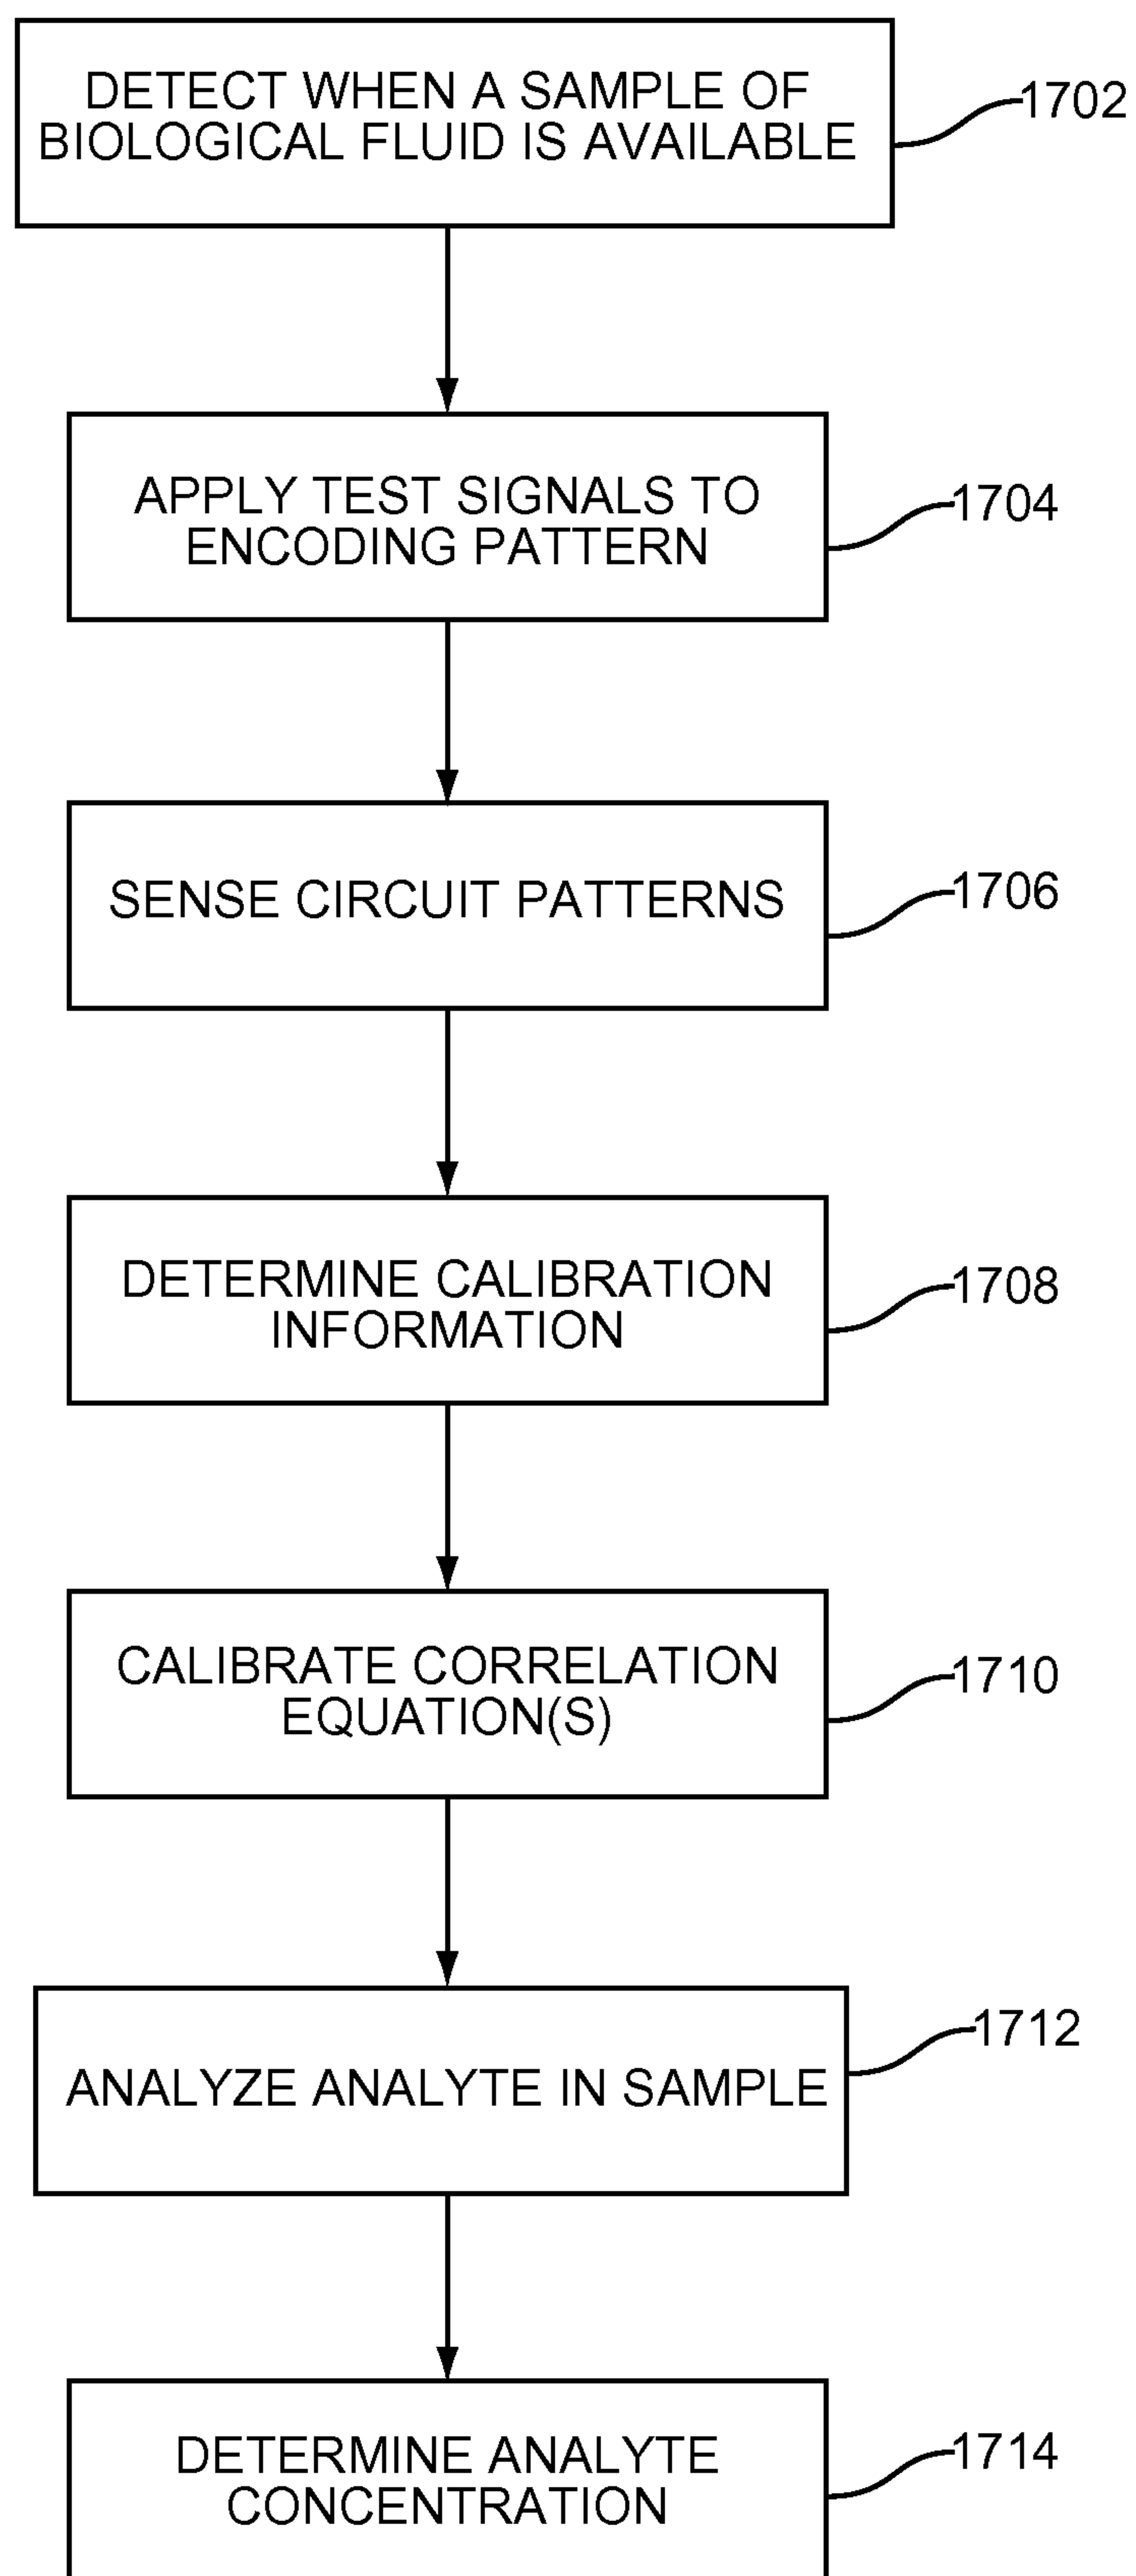 DETECT WHEN A SAMPLE OF
BIOLOGICAL FLUID IS AVAILABLE
1702
APPLY TEST SIGNALS TO
ENCODING PATTERN
1704
SENSE CIRCUIT PATTERNS
1706
DETERMINE CALIBRATION
INFORMATION
1708
CALIBRATE CORRELATION
EQUATION(S)
1710
ANALYZE ANALYTE IN SAMPLE
1712
DETERMINE ANALYTE
CONCENTRATION
1714